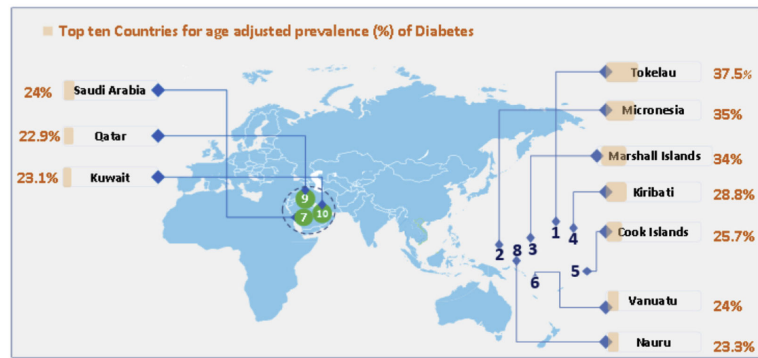 Top ten Countries for age adjusted prevalence (%) of Diabetes
Saudi Arabia
24%
Qatar
22.9%
Kuwait
23.1%
9
10
7
Tokelau
37.5%
Micronesia
35%
Marshall Islands
34%
Kiribati
28.8%
Cook Islands
25.7%
Vanuatu
24%
Nauru
23.3%
1
4
3
8
2
5
6